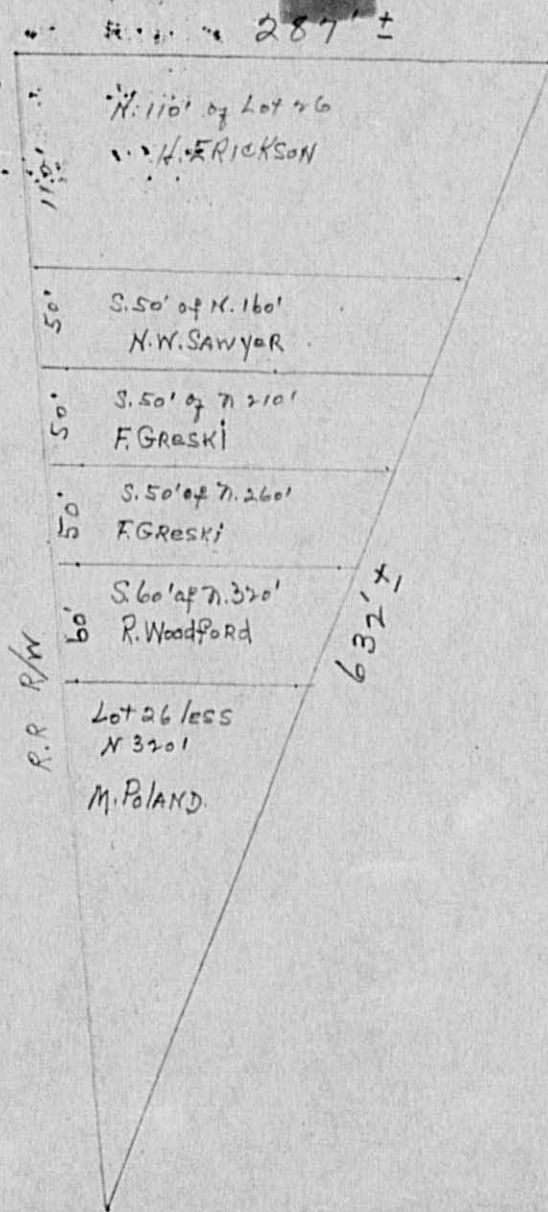 287' ±
110'
N. 110' of Lot 26
H. ERICKSON
50'
S. 50' of N. 160'
N.W. SAWyeR
50'
S. 50' of N 210'
F. GResKi
50'
S. 50' of N. 260'
F. GResKi
60'
S. 60' of N. 320'
R. WoodfoRd
632' ±
R.R R/W
Lot 26 less
N 320'
M. PolAND.